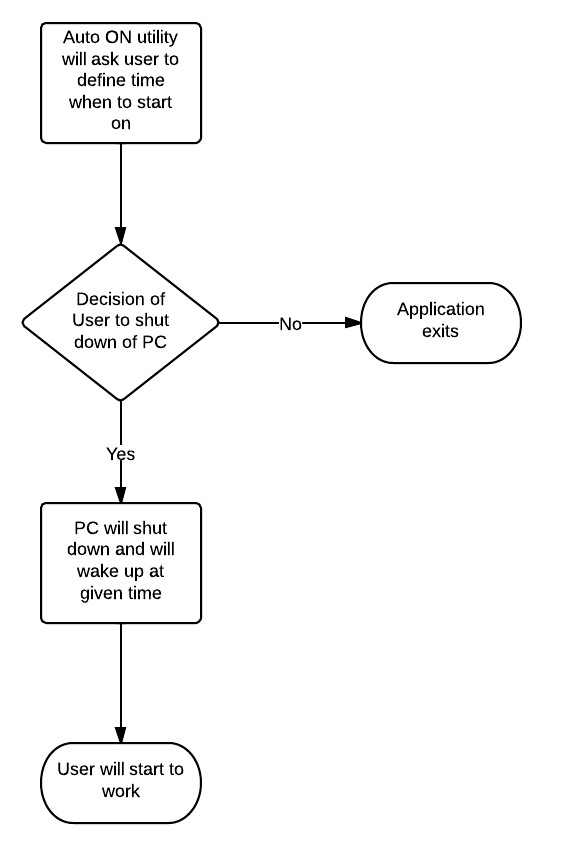 Auto ON utility
will ask user to
define time
when to start
on
Decision of
User to shut
down of PC
No
Application
exits
Yes
PC will shut
down and will
wake up at
given time
User will start to
work